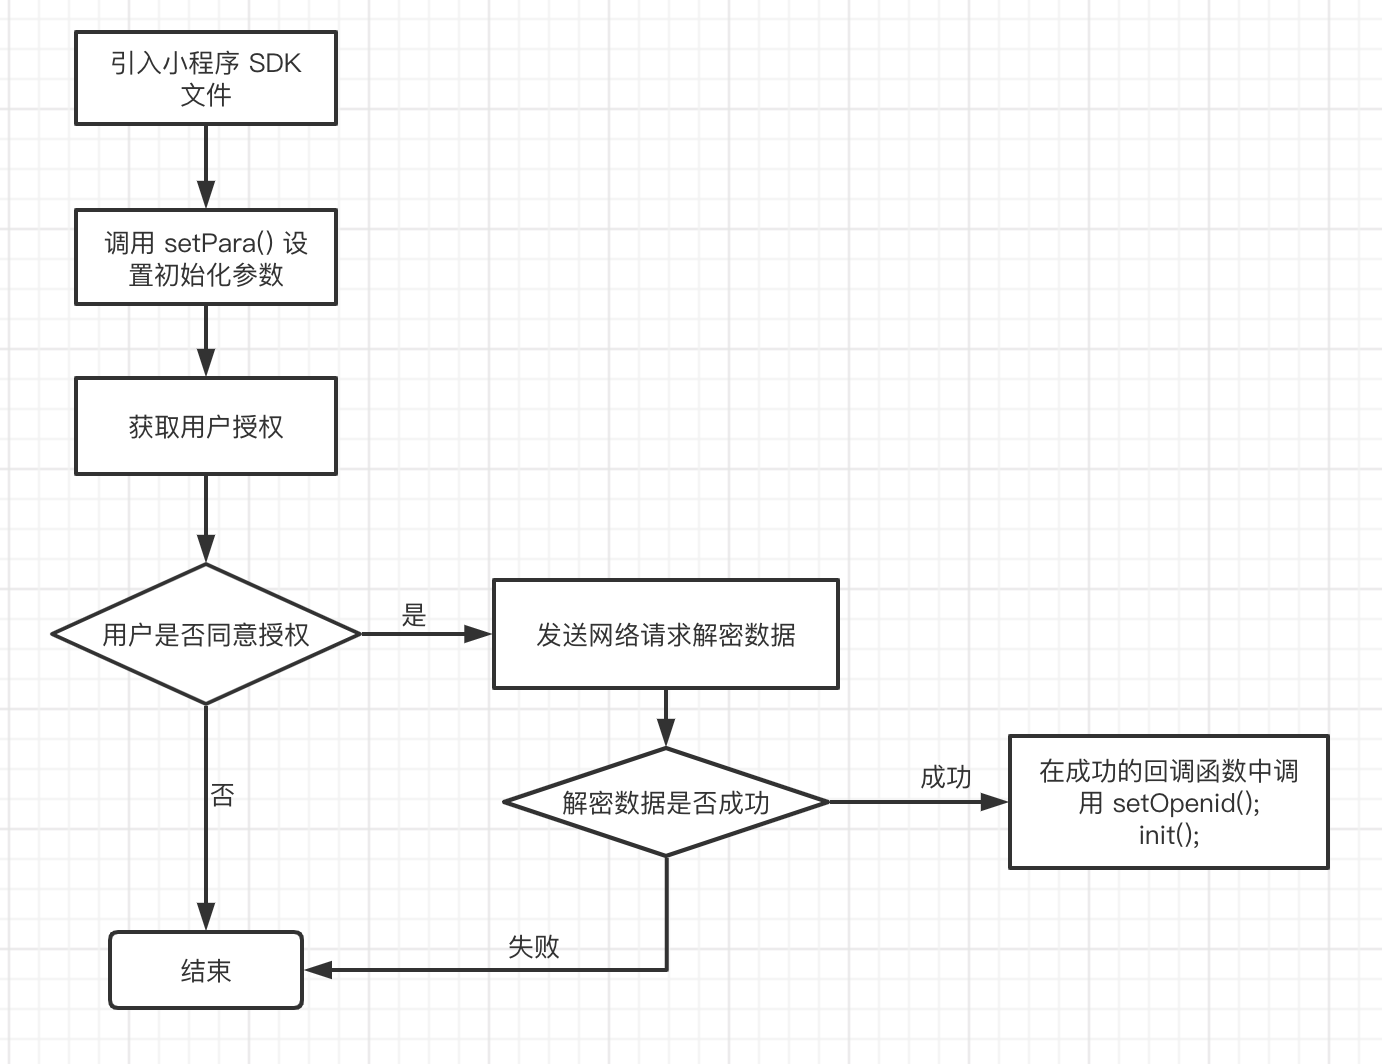 引入小程序 SDK
文件
调用 setPara() 设
置初始化参数
获取用户授权
用户是否同意授权
是
发送网络请求解密数据
否
解密数据是否成功
成功
在成功的回调函数中调
用 setOpenid();
init();
失败
结束